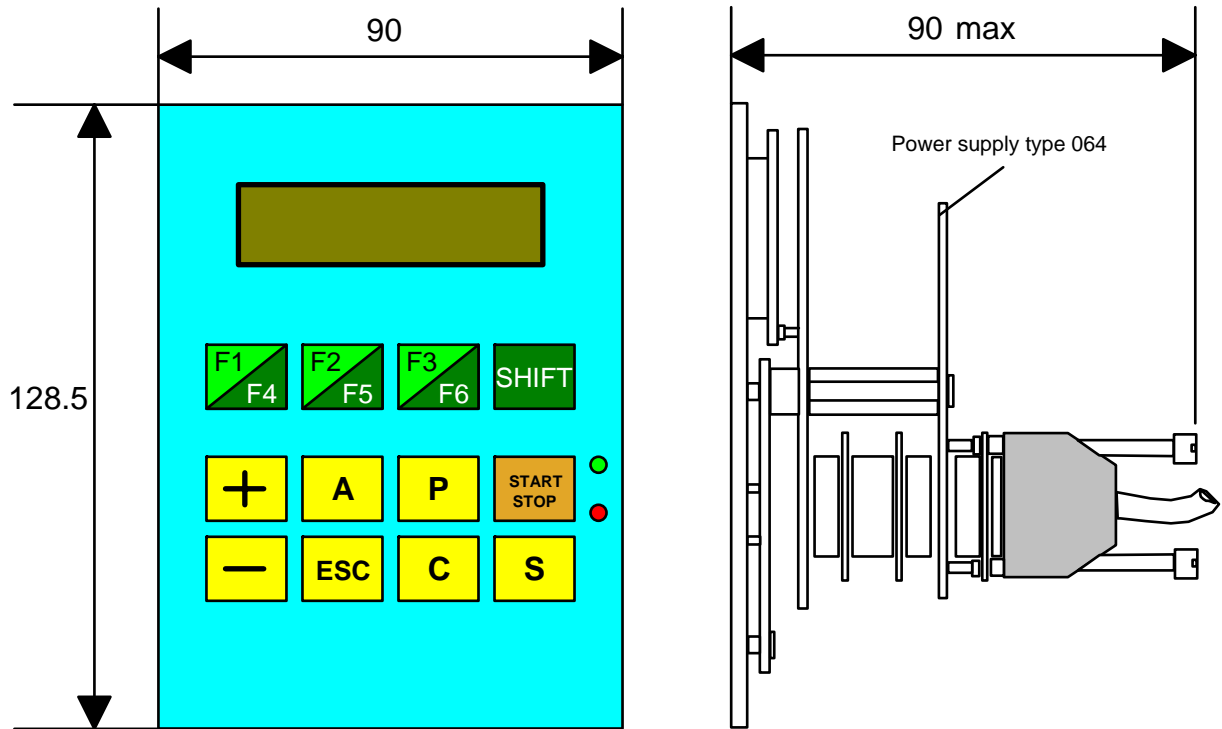 90
90 max
Power supply type 064
128.5
F1
F4
F2
F5
F3
F6
SHIFT
+
A
P
START
STOP
−
ESC
C
S